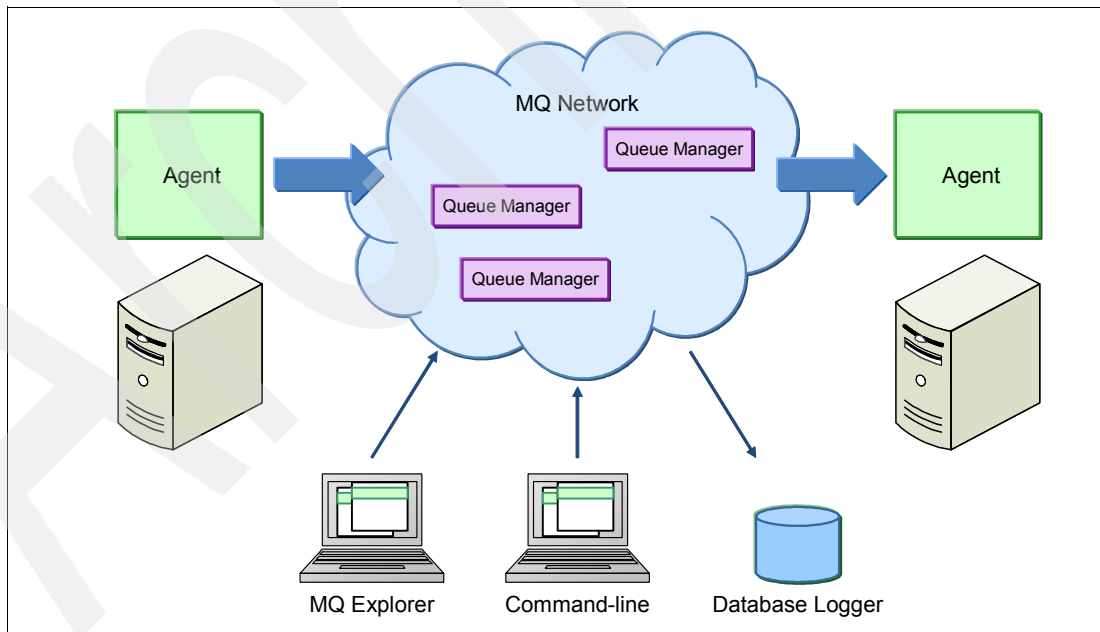 MQ Network
Queue Manager
Agent
Agent
Queue Manager
Queue Manager
MQ Explorer
Command-line
Database Logger